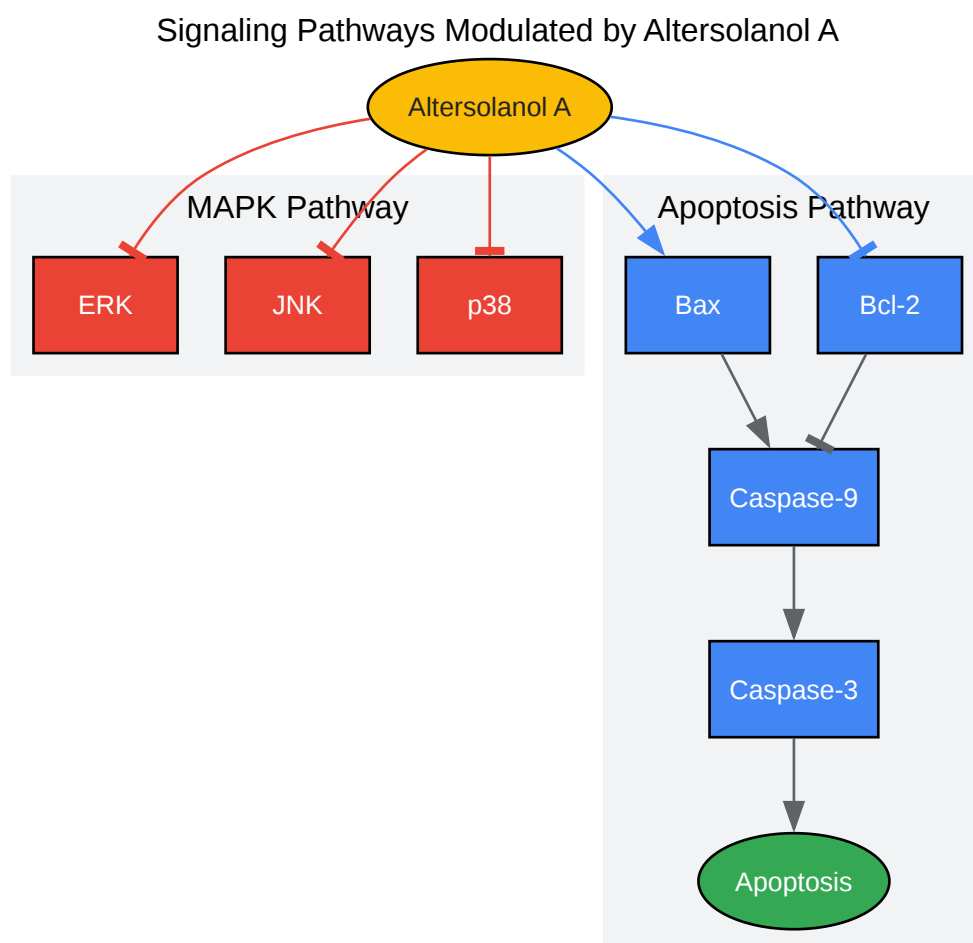 Signaling Pathways Modulated by Altersolanol A
Altersolanol A
MAPK Pathway
Apoptosis Pathway
ERK
JNK
p38
Bax
Bcl-2
Caspase-9
Caspase-3
Apoptosis